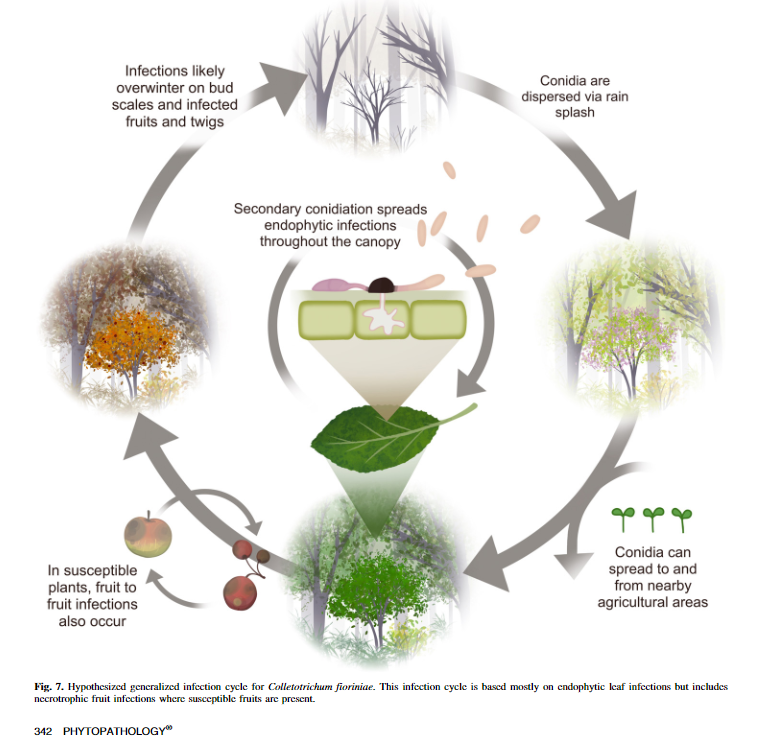 Infections likely
overwinter on bud
scales and infected
fruits and twigs
Conidia are
dispersed via rain
splash
Secondary conidiation spreads
endophytic infections
throughout the canopy
In susceptible
plants, fruit to
fruit infections
also occur
Conidia can
spread to and
from nearby
agricultural areas
Fig. 7. Hypothesized generalized infection cycle for Colletotrichum fioriniae. This infection cycle is based mostly on endophytic leaf infections but includes
necrotrophic fruit infections where susceptible fruits are present.
342 PHYTOPATHOLOGY®